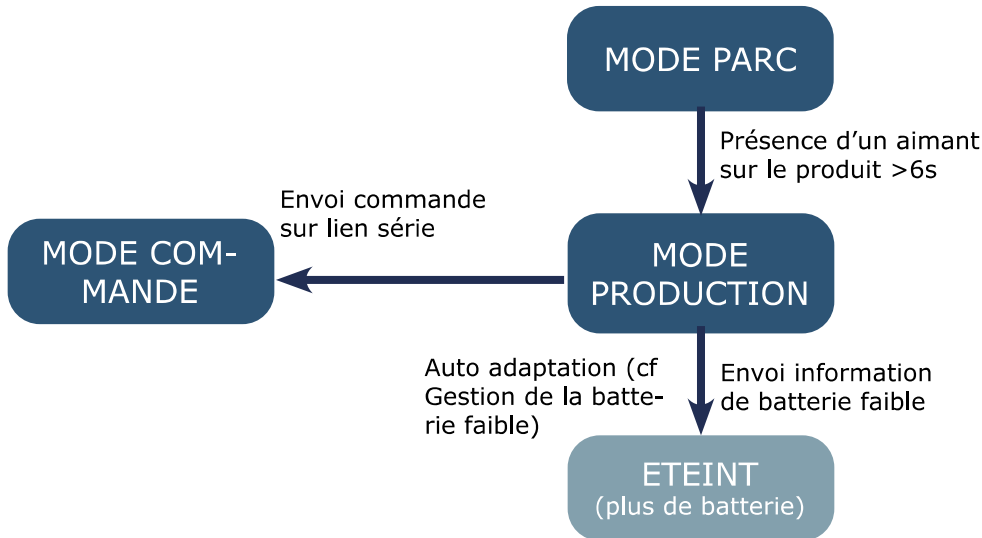 MODE PARC
Présence d'un aimant
sur le produit >6s
Envoi commande
sur lien série
MODE COM-
MANDE
MODE
PRODUCTION
Auto adaptation (cf
Gestion de la batte-
rie faible)
Envoi information
de batterie faible
ETEINT
(plus de batterie)